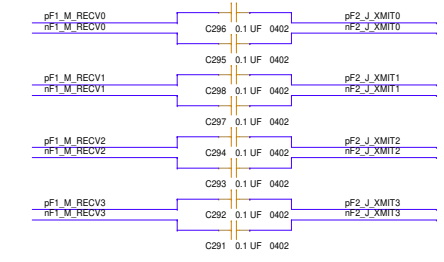 pF1_M_RECV0 pF2_J_XMIT0
nF1_M_RECV0 C296 0.1 UF 0402 nF2_J_XMIT0
C295 0.1 UF 0402
pF1_M_RECV1 pF2_J_XMIT1
nF1_M_RECV1 C298 0.1 UF 0402 nF2_J_XMIT1
C297 0.1 UF 0402
pF1_M_RECV2 pF2_J_XMIT2
nF1_M_RECV2 C294 0.1 UF 0402 nF2_J_XMIT2
C293 0.1 UF 0402
pF1_M_RECV3 pF2_J_XMIT3
nF1_M_RECV3 C292 0.1 UF 0402 nF2_J_XMIT3
C291 0.1 UF 0402